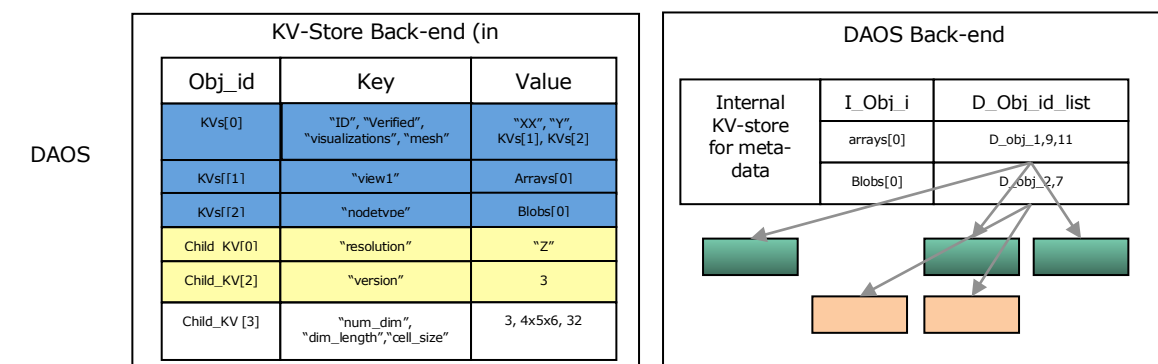 DAOS
KV-Store Back-end (in
Obj_id Key Value
KVs[0] “ID”, “Verified”, “XX”, “Y”,
“visualizations”, “mesh” KVs[1], KVs[2]
KVs[[1] “view1” Arrays[0]
KVs[[2] “nodetype” Blobs[0]
Child_KV[0] “resolution” “Z”
Child_KV[2] “version” 3
Child_KV [3] “num_dim”, 3, 4x5x6, 32
“dim_length”,“cell_size”
DAOS Back-end
Internal I_Obj_i D_Obj_id_list
KV-store
for meta- arrays[0] D_obj_1,9,11
data
Blobs[0] D_obj_2,7